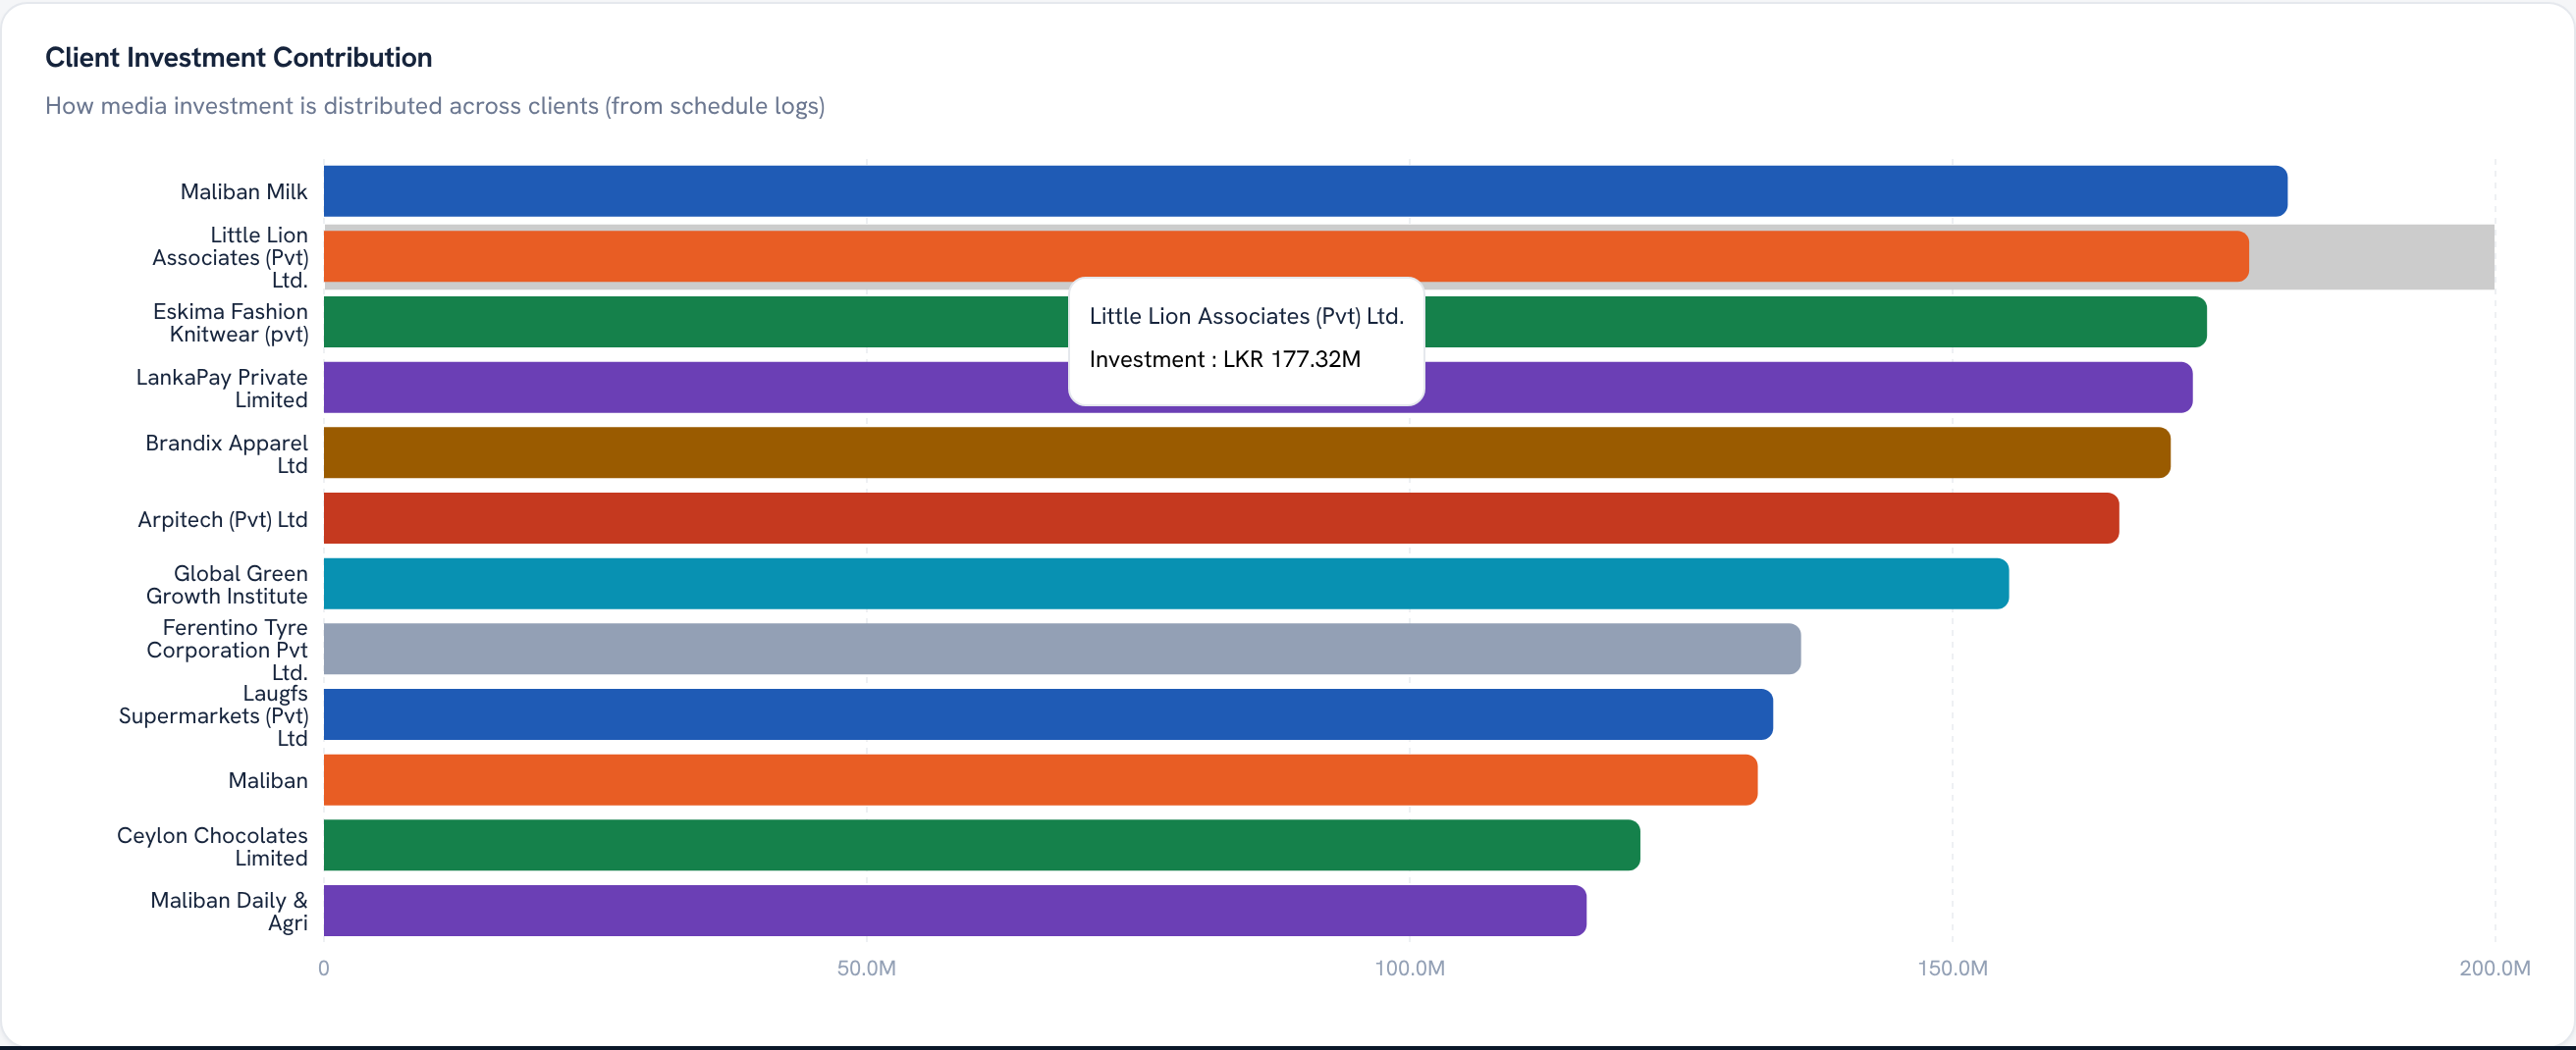 Client Investment Contribution
How media investment is distributed across clients (from schedule logs)
Maliban Milk
Little Lion
Associates (Pvt)
Ltd.
Eskima Fashion
Knitwear (pvt)
Little Lion Associates (Pvt) Ltd.
Investment : LKR 177.32M
LankaPay Private
Limited
Brandix Apparel
Ltd
Arpitech (Pvt) Ltd
Global Green
Growth Institute
Ferentino Tyre
Corporation Pvt
Ltd.
Laugfs
Supermarkets (Pvt)
Ltd
Maliban
Ceylon Chocolates
Limited
Maliban Daily &
Agri
0
50.0M
100.0M
150.0M
200.0M